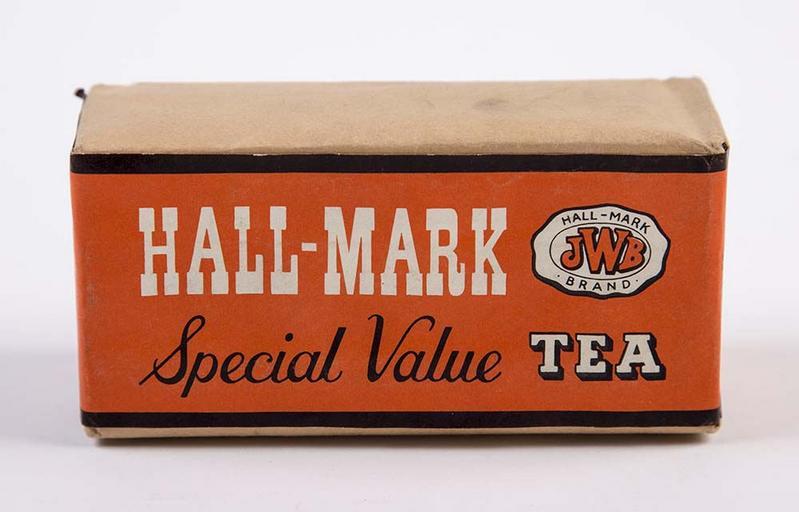 HALL-MARK
HALL-MARK
JWB
BRAND
Special Value TEA